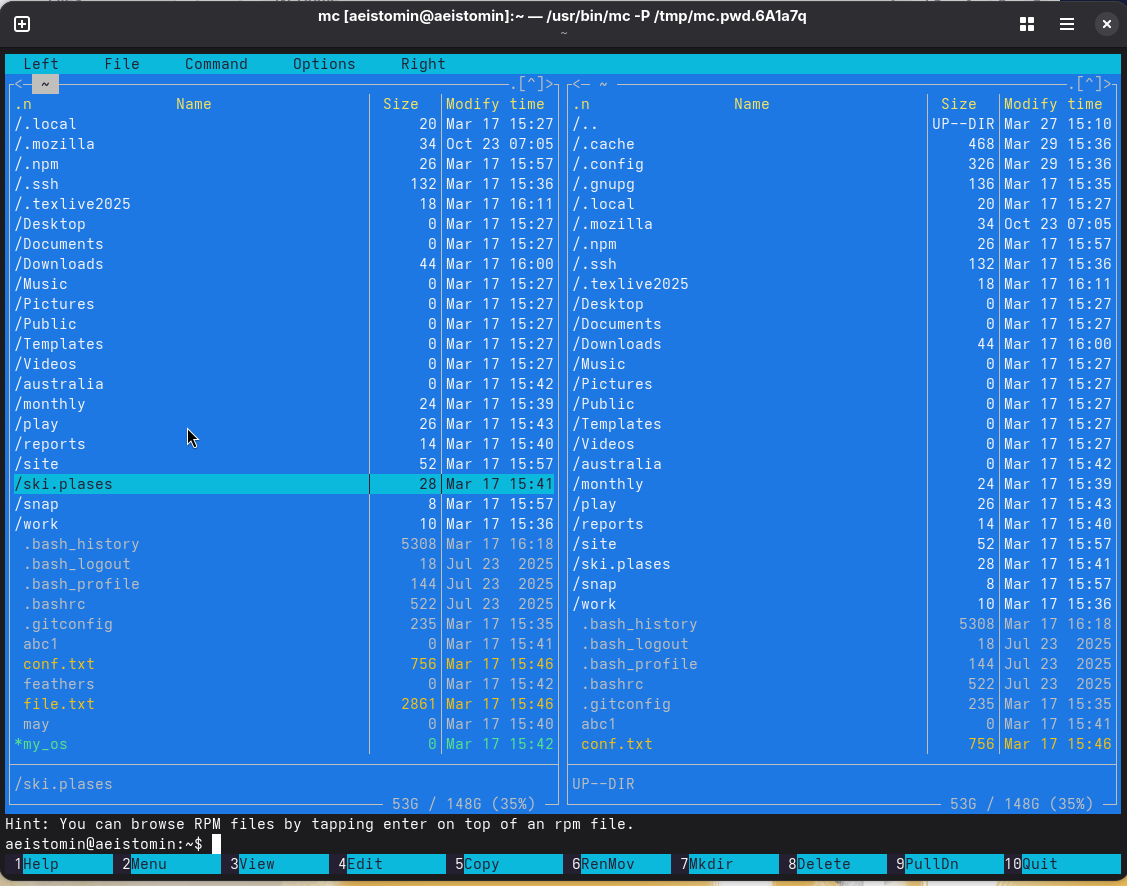 mc [aeistomin@aeistomin]:~ — /usr/bin/mc -P /tmp/mc.pwd.6A1a7q
~
Left File Command Options Right
<─ ~ ─.[^]>
.n Name Size Modify time
/.local 20 Mar 17 15:27
/.mozilla 34 Oct 23 07:05
/.npm 26 Mar 17 15:57
/.ssh 132 Mar 17 15:36
/.texlive2025 18 Mar 17 16:11
/Desktop 0 Mar 17 15:27
/Documents 0 Mar 17 15:27
/Downloads 44 Mar 17 16:00
/Music 0 Mar 17 15:27
/Pictures 0 Mar 17 15:27
/Public 0 Mar 17 15:27
/Templates 0 Mar 17 15:27
/Videos 0 Mar 17 15:27
/australia 0 Mar 17 15:42
/monthly 24 Mar 17 15:39
/play 26 Mar 17 15:43
/reports 14 Mar 17 15:40
/site 52 Mar 17 15:57
/ski.plases 28 Mar 17 15:41
/snap 8 Mar 17 15:57
/work 10 Mar 17 15:36
.bash_history 5308 Mar 17 16:18
.bash_logout 18 Jul 23 2025
.bash_profile 144 Jul 23 2025
.bashrc 522 Jul 23 2025
.gitconfig 235 Mar 17 15:35
abc1 0 Mar 17 15:41
conf.txt 756 Mar 17 15:46
feathers 0 Mar 17 15:42
file.txt 2861 Mar 17 15:46
may 0 Mar 17 15:40
*my_os 0 Mar 17 15:42
/ski.plases
53G / 148G (35%)
<─ ~ ─.[^]>
.n Name Size Modify time
/.. UP--DIR Mar 27 15:10
/.cache 468 Mar 29 15:36
/.config 326 Mar 29 15:36
/.gnupg 136 Mar 17 15:35
/.local 20 Mar 17 15:27
/.mozilla 34 Oct 23 07:05
/.npm 26 Mar 17 15:57
/.ssh 132 Mar 17 15:36
/.texlive2025 18 Mar 17 16:11
/Desktop 0 Mar 17 15:27
/Documents 0 Mar 17 15:27
/Downloads 44 Mar 17 16:00
/Music 0 Mar 17 15:27
/Pictures 0 Mar 17 15:27
/Public 0 Mar 17 15:27
/Templates 0 Mar 17 15:27
/Videos 0 Mar 17 15:27
/australia 0 Mar 17 15:42
/monthly 24 Mar 17 15:39
/play 26 Mar 17 15:43
/reports 14 Mar 17 15:40
/site 52 Mar 17 15:57
/ski.plases 28 Mar 17 15:41
/snap 8 Mar 17 15:57
/work 10 Mar 17 15:36
.bash_history 5308 Mar 17 16:18
.bash_logout 18 Jul 23 2025
.bash_profile 144 Jul 23 2025
.bashrc 522 Jul 23 2025
.gitconfig 235 Mar 17 15:35
abc1 0 Mar 17 15:41
conf.txt 756 Mar 17 15:46
UP--DIR
53G / 148G (35%)
Hint: You can browse RPM files by tapping enter on top of an rpm file.
aeistomin@aeistomin:~$
1Help 2Menu 3View 4Edit 5Copy 6RenMov 7Mkdir 8Delete 9PullDn 10Quit